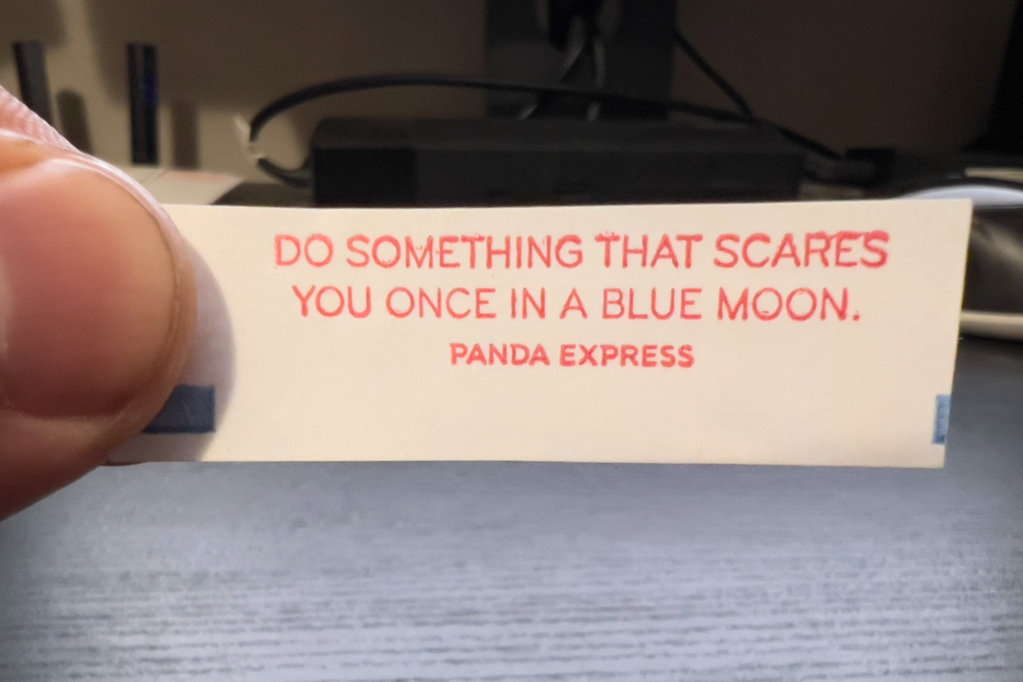 DO SOMETHING THAT SCARES
YOU ONCE IN A BLUE MOON.
PANDA EXPRESS